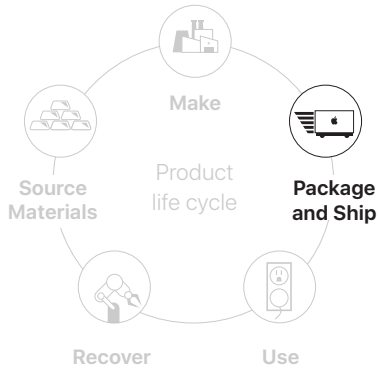 Make
Product
life cycle
Source
Materials
Package
and Ship
Recover
Use